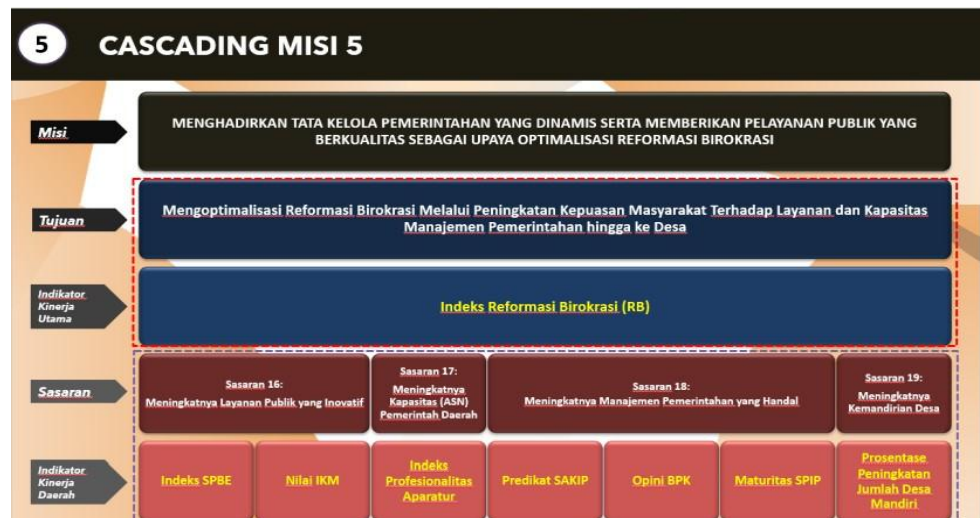 5
CASCADING MISI 5
Misi
MENGHADIRKAN TATA KELOLA PEMERINTAHAN YANG DINAMIS SERTA MEMBERIKAN PELAYANAN PUBLIK YANG
BERKUALITAS SEBAGAI UPAYA OPTIMALISASI REFORMASI BIROKRASI
Tujuan
Mengoptimalisasi Reformasi Birokrasi Melalui Peningkatan Kepuasan Masyarakat Terhadap Layanan dan Kapasitas
Manajemen Pemerintahan hingga ke Desa
Indikator
Kinerja
Utama
Indeks Reformasi Birokrasi (RB)
Sasaran
Sasaran 16:
Meningkatnya Layanan Publik yang Inovatif
Sasaran 17:
Meningkatnya
Kapasitas (ASN)
Pemerintah Daerah
Sasaran 18:
Meningkatnya Manajemen Pemerintahan yang Handal
Sasaran 19:
Meningkatnya
Kemandirian Desa
Indikator
Kinerja
Daerah
Indeks SPBE
Nilai IKM
Indeks
Profesionalitas
Aparatur
Predikat SAKIP
Opini BPK
Maturitas SPIP
Prosentase
Peningkatan
Jumlah Desa
Mandiri